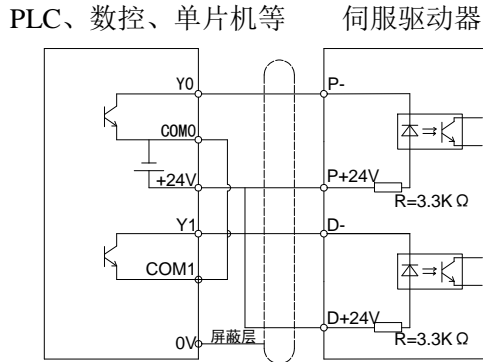 PLC、数控、单片机等 伺服驱动器
Y0 P-
COM0
+24V P+24V
R=3.3KΩ
Y1 D-
COM1
D+24V
0V 屏蔽层
R=3.3KΩ